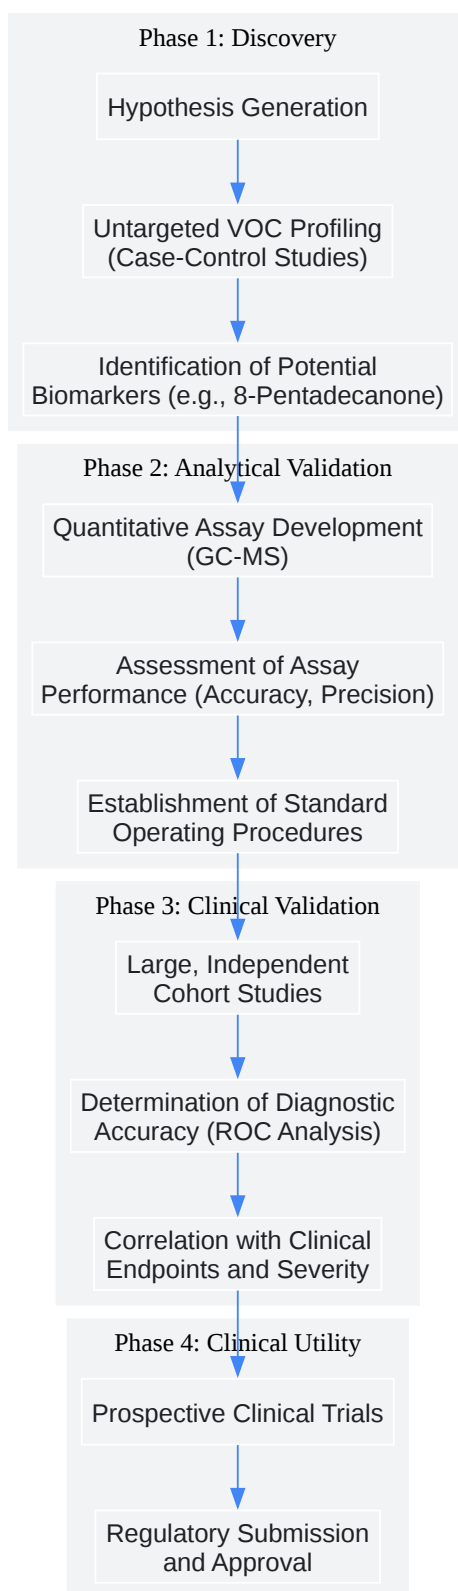 Phase 1: Discovery
Hypothesis Generation
Untargeted VOC Profiling
(Case-Control Studies)
Identification of Potential
Biomarkers (e.g., 8-Pentadecanone)
Phase 2: Analytical Validation
Quantitative Assay Development
(GC-MS)
Assessment of Assay
Performance (Accuracy, Precision)
Establishment of Standard
Operating Procedures
Phase 3: Clinical Validation
Large, Independent
Cohort Studies
Determination of Diagnostic
Accuracy (ROC Analysis)
Correlation with Clinical
Endpoints and Severity
Phase 4: Clinical Utility
Prospective Clinical Trials
Regulatory Submission
and Approval